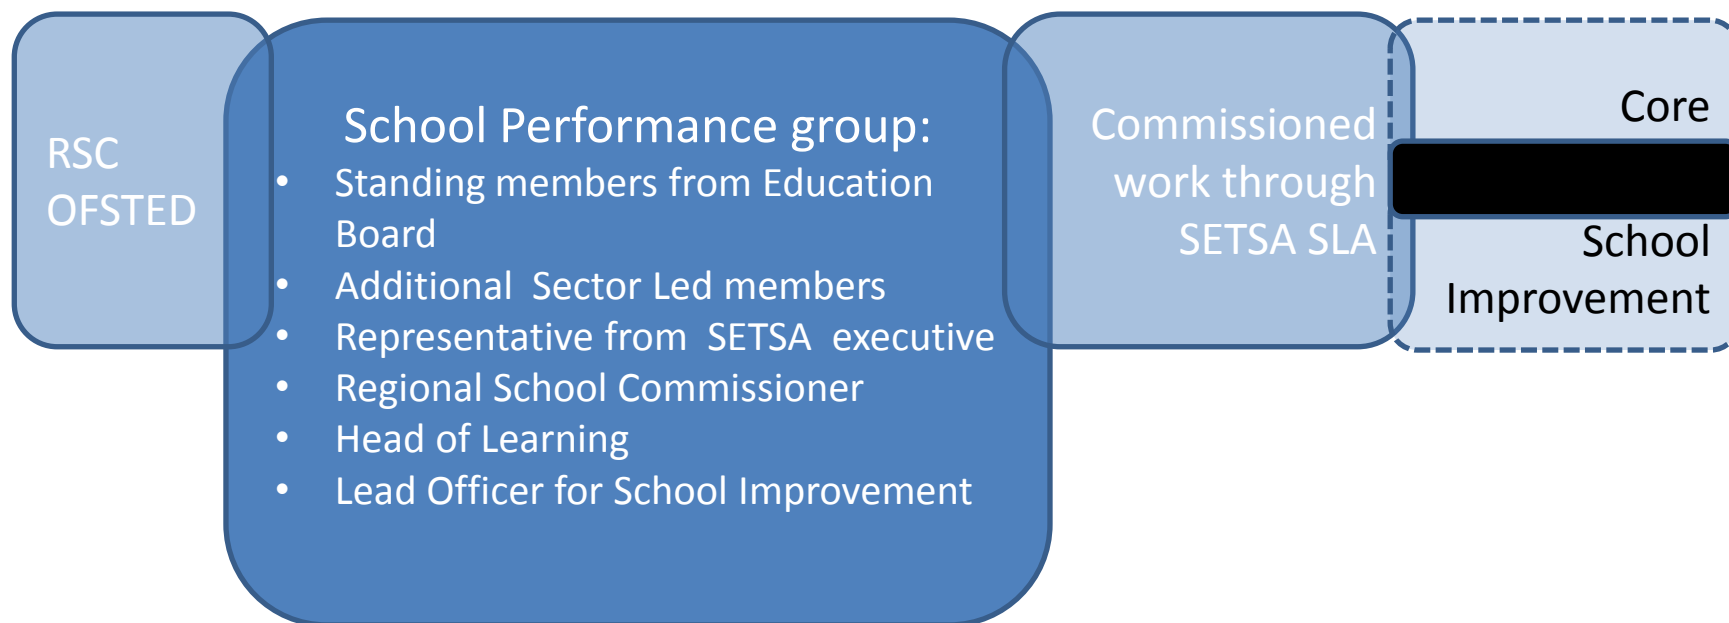 RSC
OFSTED
School Performance group:
• Standing members from Education
Board
• Additional Sector Led members
• Representative from SETSA executive
• Regional School Commissioner
• Head of Learning
• Lead Officer for School Improvement
Commissioned
work through
SETSA SLA
Core
School
Improvement